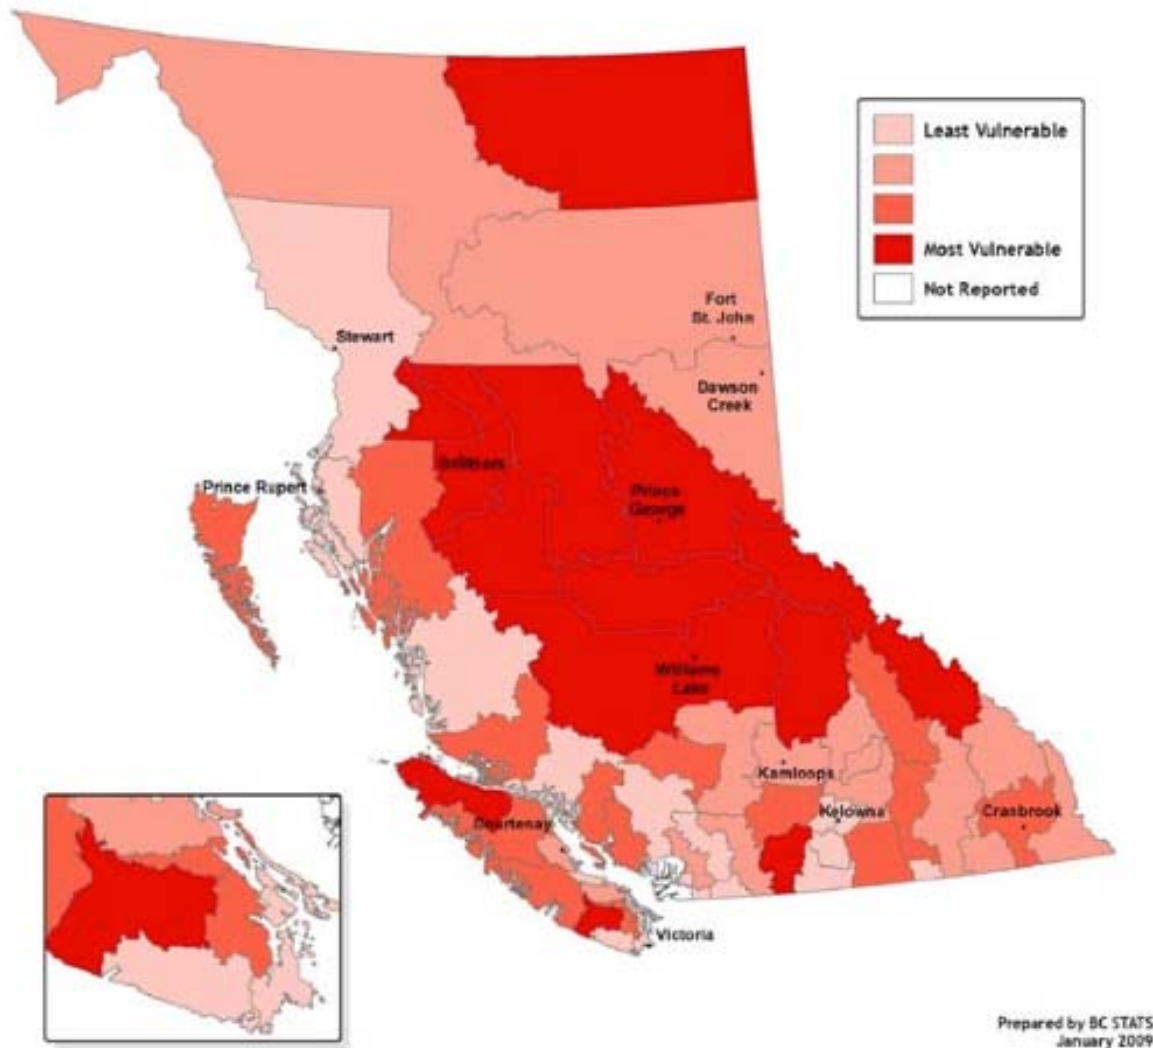 Least Vulnerable
Most Vulnerable
Not Reported
Fort
St. John
Stewart
Dawson
Creek
Smithers
Prince Rupert
Prince
George
Williams
Lake
Kamloops
Kelowna
Cranbrook
Courtenay
Victoria
Prepared by BC STATS
January 2009